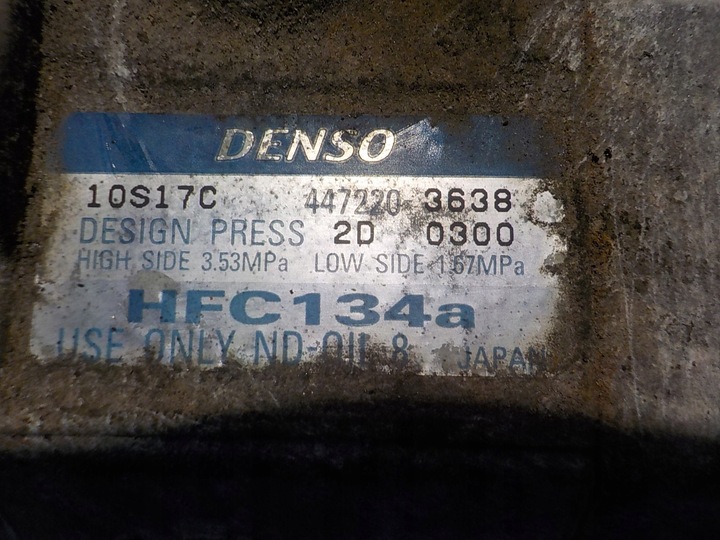 DENSO
10S17C 447220-3638
DESIGN PRESS 2D 0300
HIGH SIDE 3.53MPa LOW SIDE 1.67MPa
HFC134a
USE ONLY ND-OIL 8 JAPAN